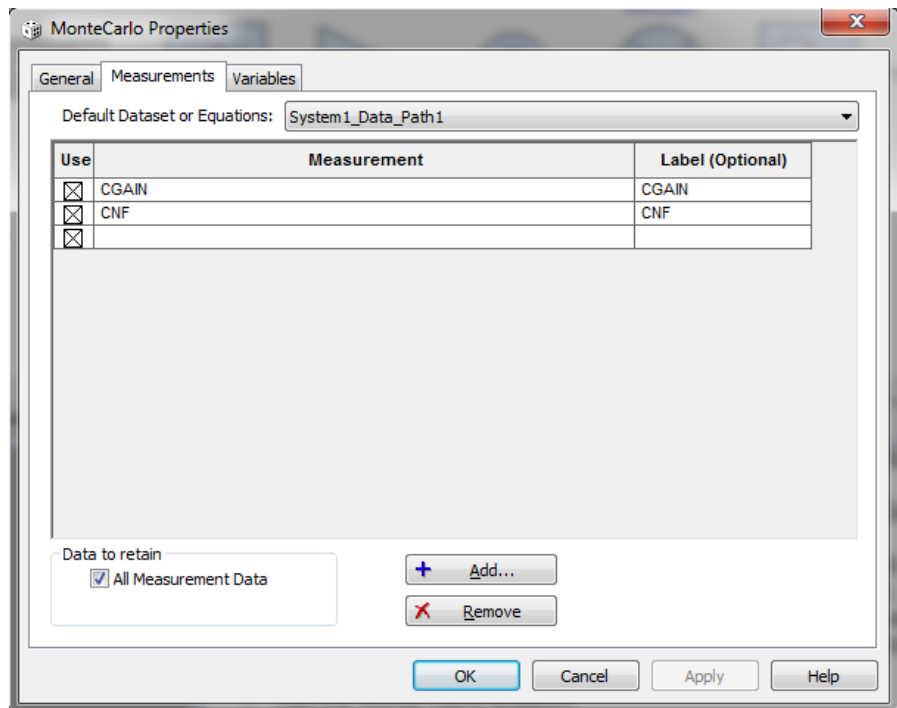 MonteCarlo Properties
General Measurements Variables
Default Dataset or Equations: System1_Data_Path1
Use Measurement Label (Optional)
CGAIN CGAIN
CNF CNF
Data to retain
All Measurement Data
Add...
Remove
OK Cancel Apply Help